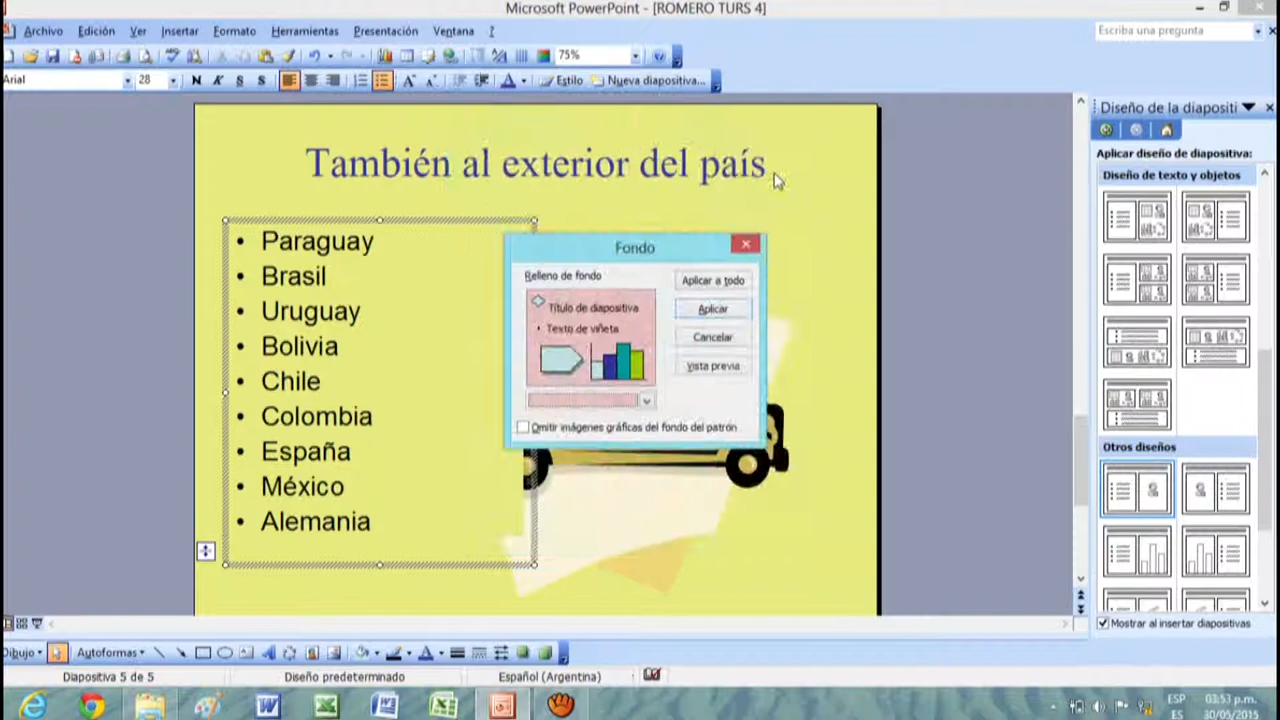 Microsoft PowerPoint - [ROMERO TURS 4]
Archivo Edición Ver Insertar Formato Herramientas Presentación Ventana ? Escriba una pregunta
75%
Arial 28 N K S S Estilo Nueva diapositiva...
Diseño de la diapositi
Aplicar diseño de diapositiva:
Diseño de texto y objetos
Otros diseños
Mostrar al insertar diapositivas
También al exterior del país
• Paraguay
• Brasil
• Uruguay
• Bolivia
• Chile
• Colombia
• España
• México
• Alemania
Fondo
Relleno de fondo
Título de diapositiva
• Texto de viñeta
Aplicar a todo
Aplicar
Cancelar
Vista previa
Omitir imágenes gráficas del fondo del patrón
Dibujo Autoformas
Diapositiva 5 de 5 Diseño predeterminado Español (Argentina)
ESP 03:53 p.m.
ES 30/05/2015